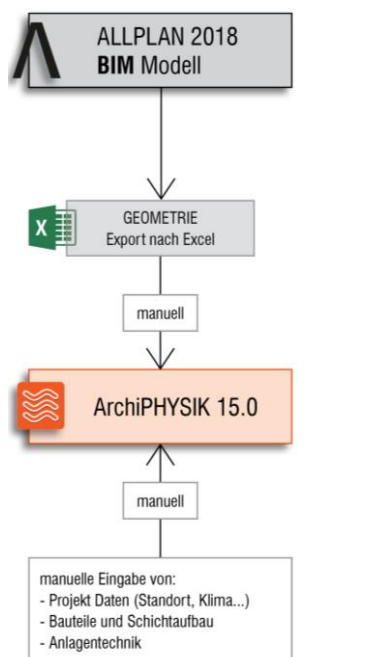 ALLPLAN 2018
BIM Modell
X
GEOMETRIE
Export nach Excel
manuell
ArchiPHYSIK 15.0
manuell
manuelle Eingabe von:
- Projekt Daten (Standort, Klima...)
- Bauteile und Schichtaufbau
- Anlagentechnik